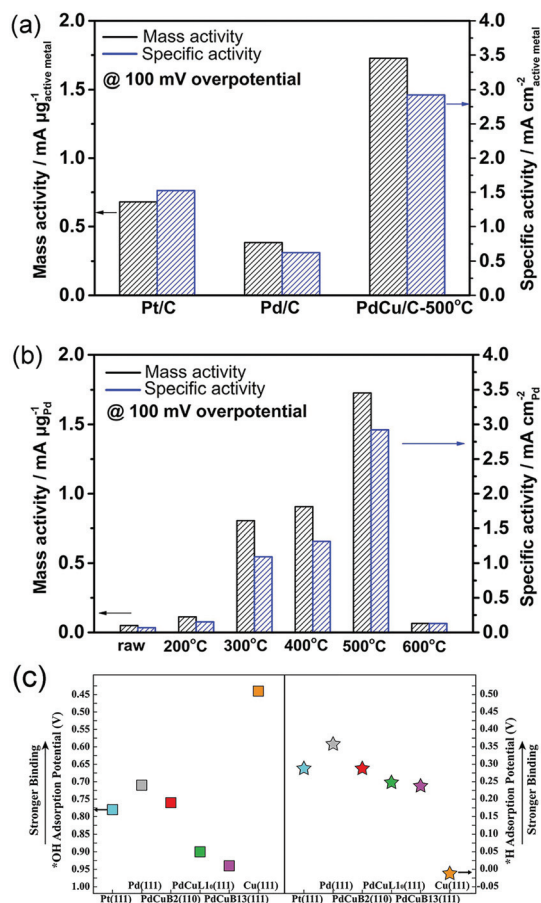 (a)
2.0
1.5
1.0
0.5
0.0
Mass activity / mA μg⁻¹ active metal
Mass activity
Specific activity
@ 100 mV overpotential
4.0
3.5
3.0
2.5
2.0
1.5
1.0
0.5
0.0
Specific activity / mA cm⁻² active metal
Pt/C Pd/C PdCu/C-500°C
(b)
2.0
1.5
1.0
0.5
0.0
Mass activity / mA μg⁻¹ Pd
Mass activity
Specific activity
@ 100 mV overpotential
4.0
3.5
3.0
2.5
2.0
1.5
1.0
0.5
0.0
Specific activity / mA cm⁻² Pd
raw 200°C 300°C 400°C 500°C 600°C
(c)
Stronger Binding
*OH Adsorption Potential (V)
0.45
0.50
0.55
0.60
0.65
0.70
0.75
0.80
0.85
0.90
0.95
1.00
0.50
0.45
0.40
0.35
0.30
0.25
0.20
0.15
0.10
0.05
0.00
-0.05
*H Adsorption Potential (V)
Stronger Binding
Pd(111) PdCuL1₀(111) Cu(111) Pd(111) PdCuL1₀(111) Cu(111)
Pt(111) PdCuB2(110) PdCuB13(111) Pt(111) PdCuB2(110) PdCuB13(111)